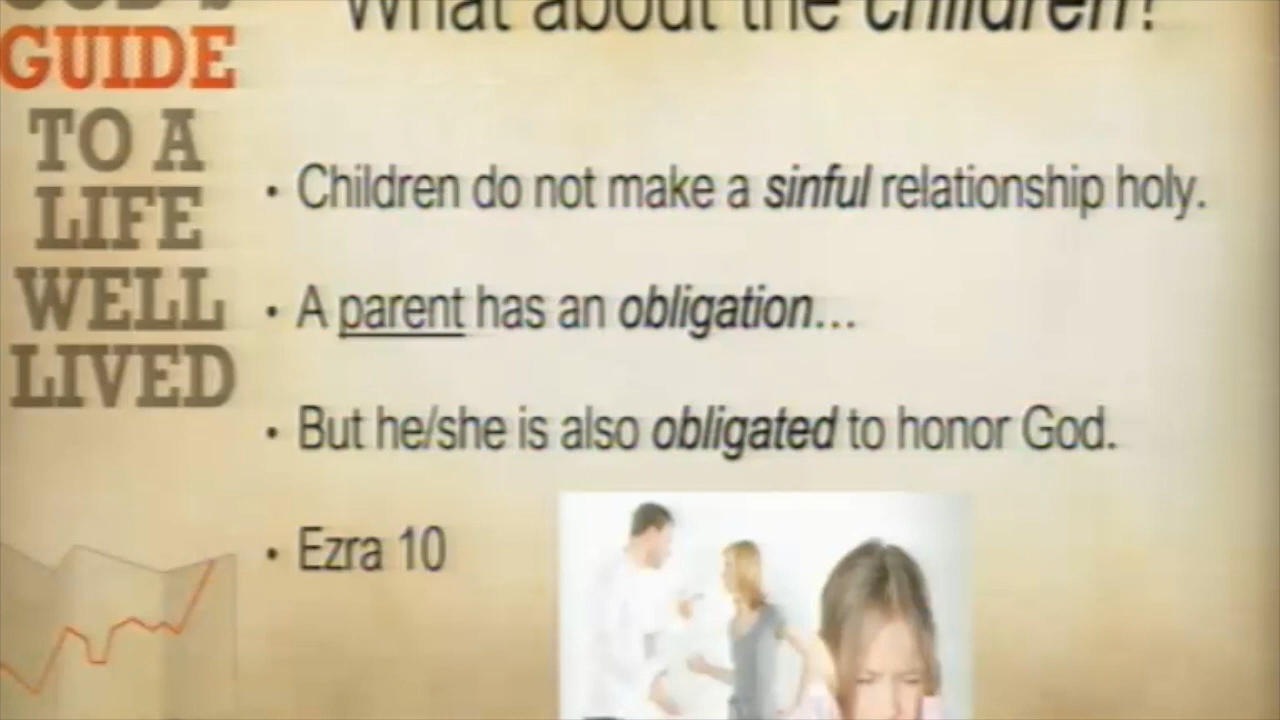 GOD'S
GUIDE
TO A
LIFE
WELL
LIVED
What about the children?
• Children do not make a sinful relationship holy.
• A parent has an obligation...
• But he/she is also obligated to honor God.
• Ezra 10